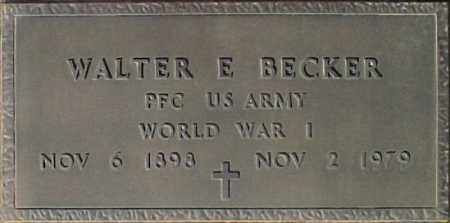 WALTER E BECKER
PFC US ARMY
WORLD WAR I
NOV 6 1898 NOV 2 1979